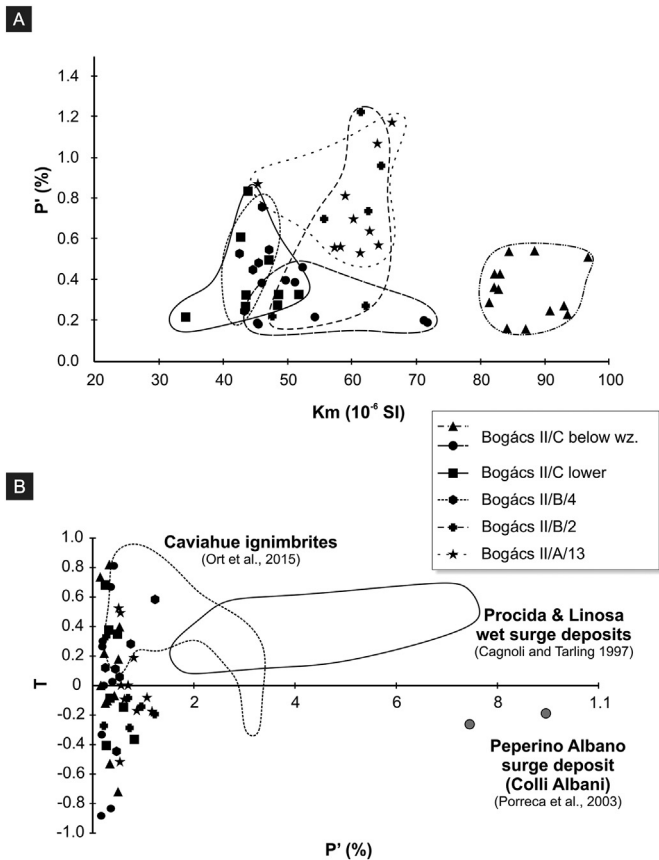 A
1.4
1.2
1.0
0.8
0.6
0.4
0.2
0.0
P' (%)
20 30 40 50 60 70 80 90 100
Km (10⁻⁶ SI)
Bogács II/C below wz.
Bogács II/C lower
Bogács II/B/4
Bogács II/B/2
Bogács II/A/13
B
1.0
0.8
0.6
0.4
0.2
0
-0.2
-0.4
-0.6
-0.8
-1.0
T
Caviahue ignimbrites
(Ort et al., 2015)
Procida & Linosa
wet surge deposits
(Cagnoli and Tarling 1997)
2 4 6 8 1.1
Peperino Albano
surge deposit
(Colli Albani)
(Porreca et al., 2003)
P' (%)